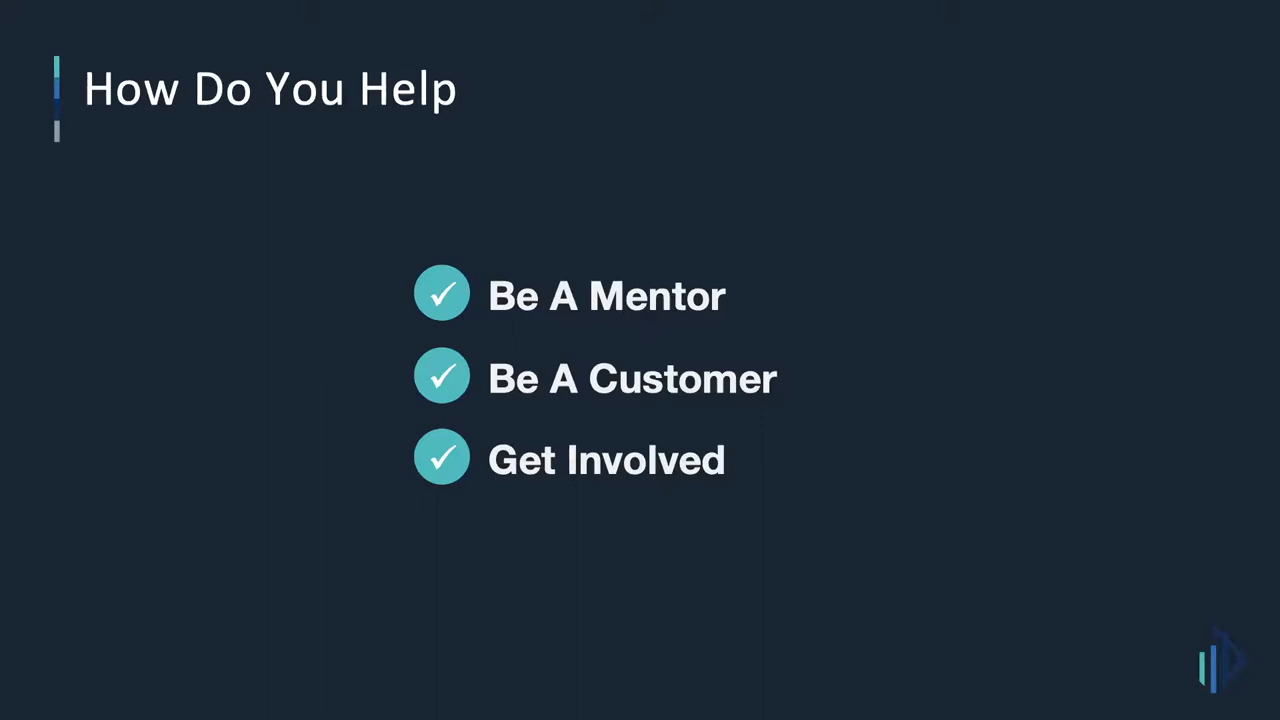 How Do You Help
Be A Mentor
Be A Customer
Get Involved